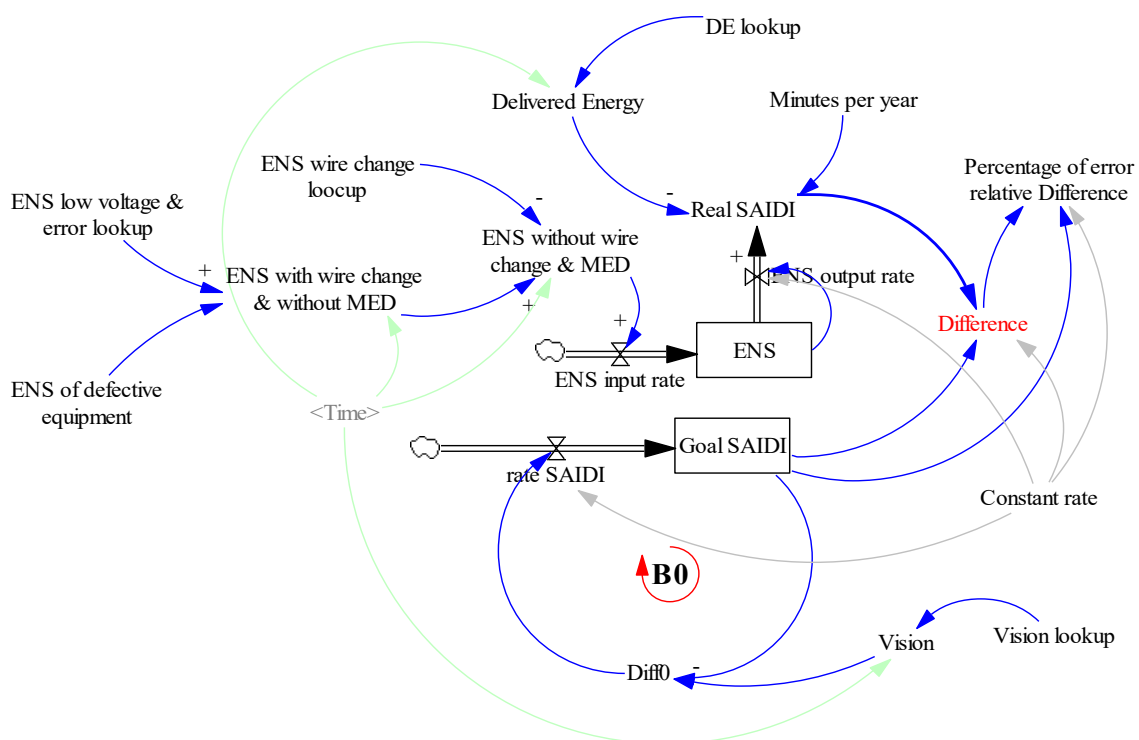 DE lookup
Delivered Energy
Minutes per year
ENS wire change
loocup
Percentage of error
relative Difference
ENS low voltage &
error lookup
-
-
Real SAIDI
ENS without wire
change & MED
+
ENS with wire change
& without MED
+
ENS output rate
+
+
Difference
ENS
ENS input rate
ENS of defective
equipment
<Time>
Goal SAIDI
rate SAIDI
Constant rate
B0
Vision lookup
Vision
Diff0
-